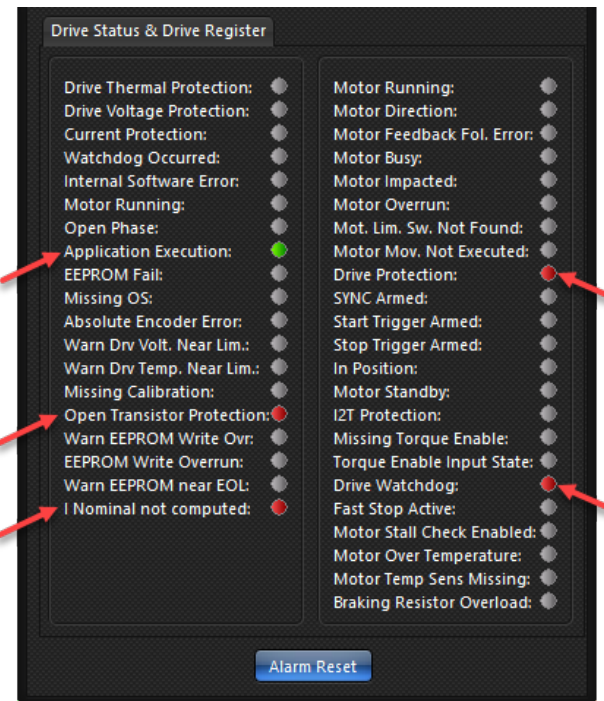 Drive Status & Drive Register
Drive Thermal Protection:
Drive Voltage Protection:
Current Protection:
Watchdog Occurred:
Internal Software Error:
Motor Running:
Open Phase:
Application Execution:
EEPROM Fail:
Missing OS:
Absolute Encoder Error:
Warn Drv Volt. Near Lim.:
Warn Drv Temp. Near Lim.:
Missing Calibration:
Open Transistor Protection:
Warn EEPROM Write Ovr:
EEPROM Write Overrun:
Warn EEPROM near EOL:
I Nominal not computed:
Motor Running:
Motor Direction:
Motor Feedback Fol. Error:
Motor Busy:
Motor Impacted:
Motor Overrun:
Mot. Lim. Sw. Not Found:
Motor Mov. Not Executed:
Drive Protection:
SYNC Armed:
Start Trigger Armed:
Stop Trigger Armed:
In Position:
Motor Standby:
I2T Protection:
Missing Torque Enable:
Torque Enable Input State:
Drive Watchdog:
Fast Stop Active:
Motor Stall Check Enabled:
Motor Over Temperature:
Motor Temp Sens Missing:
Braking Resistor Overload:
Alarm Reset